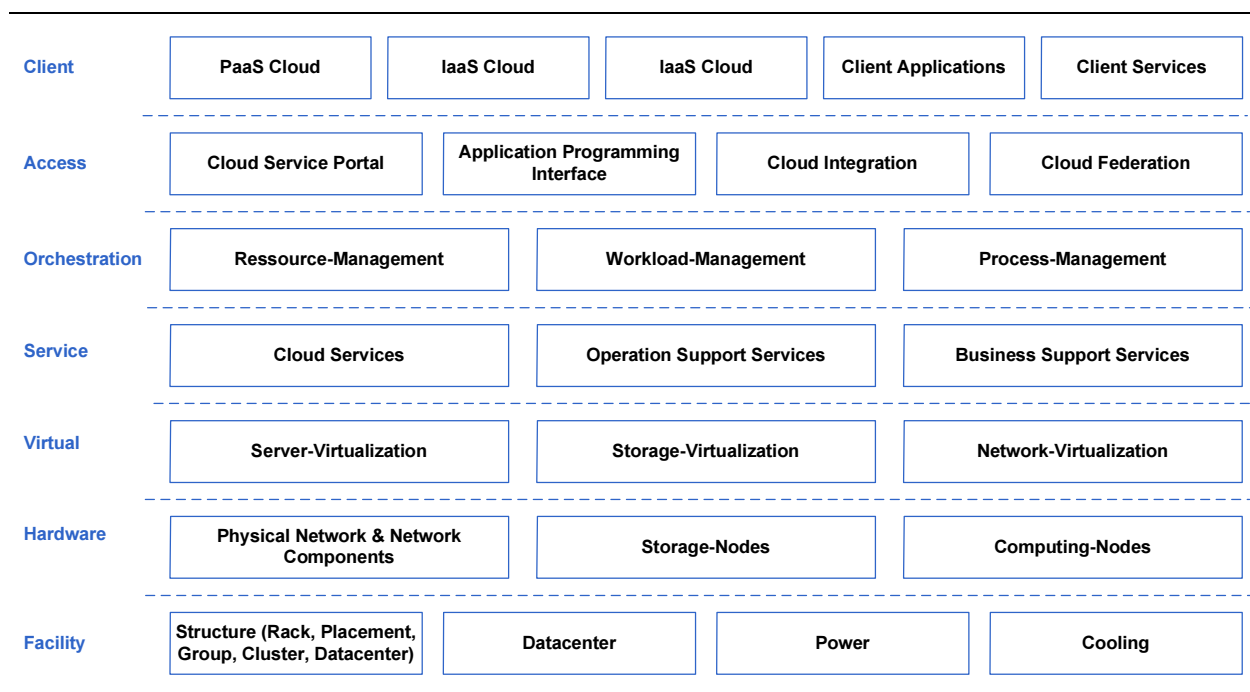 Client
PaaS Cloud
IaaS Cloud
IaaS Cloud
Client Applications
Client Services
Access
Cloud Service Portal
Application Programming
Interface
Cloud Integration
Cloud Federation
Orchestration
Ressource-Management
Workload-Management
Process-Management
Service
Cloud Services
Operation Support Services
Business Support Services
Virtual
Server-Virtualization
Storage-Virtualization
Network-Virtualization
Hardware
Physical Network & Network
Components
Storage-Nodes
Computing-Nodes
Facility
Structure (Rack, Placement,
Group, Cluster, Datacenter)
Datacenter
Power
Cooling